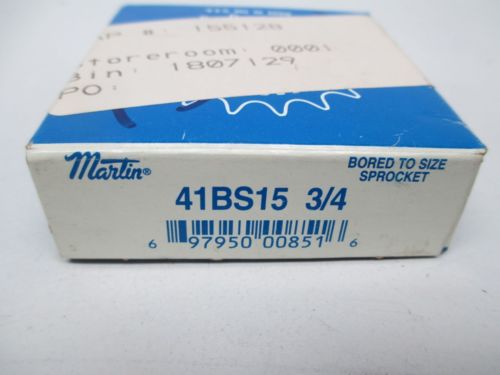 #: 155128
storeroom: 0001
Bin: 1807129
PO:
Martin®
BORED TO SIZE
SPROCKET
41BS15 3/4
6 97950 00851 6